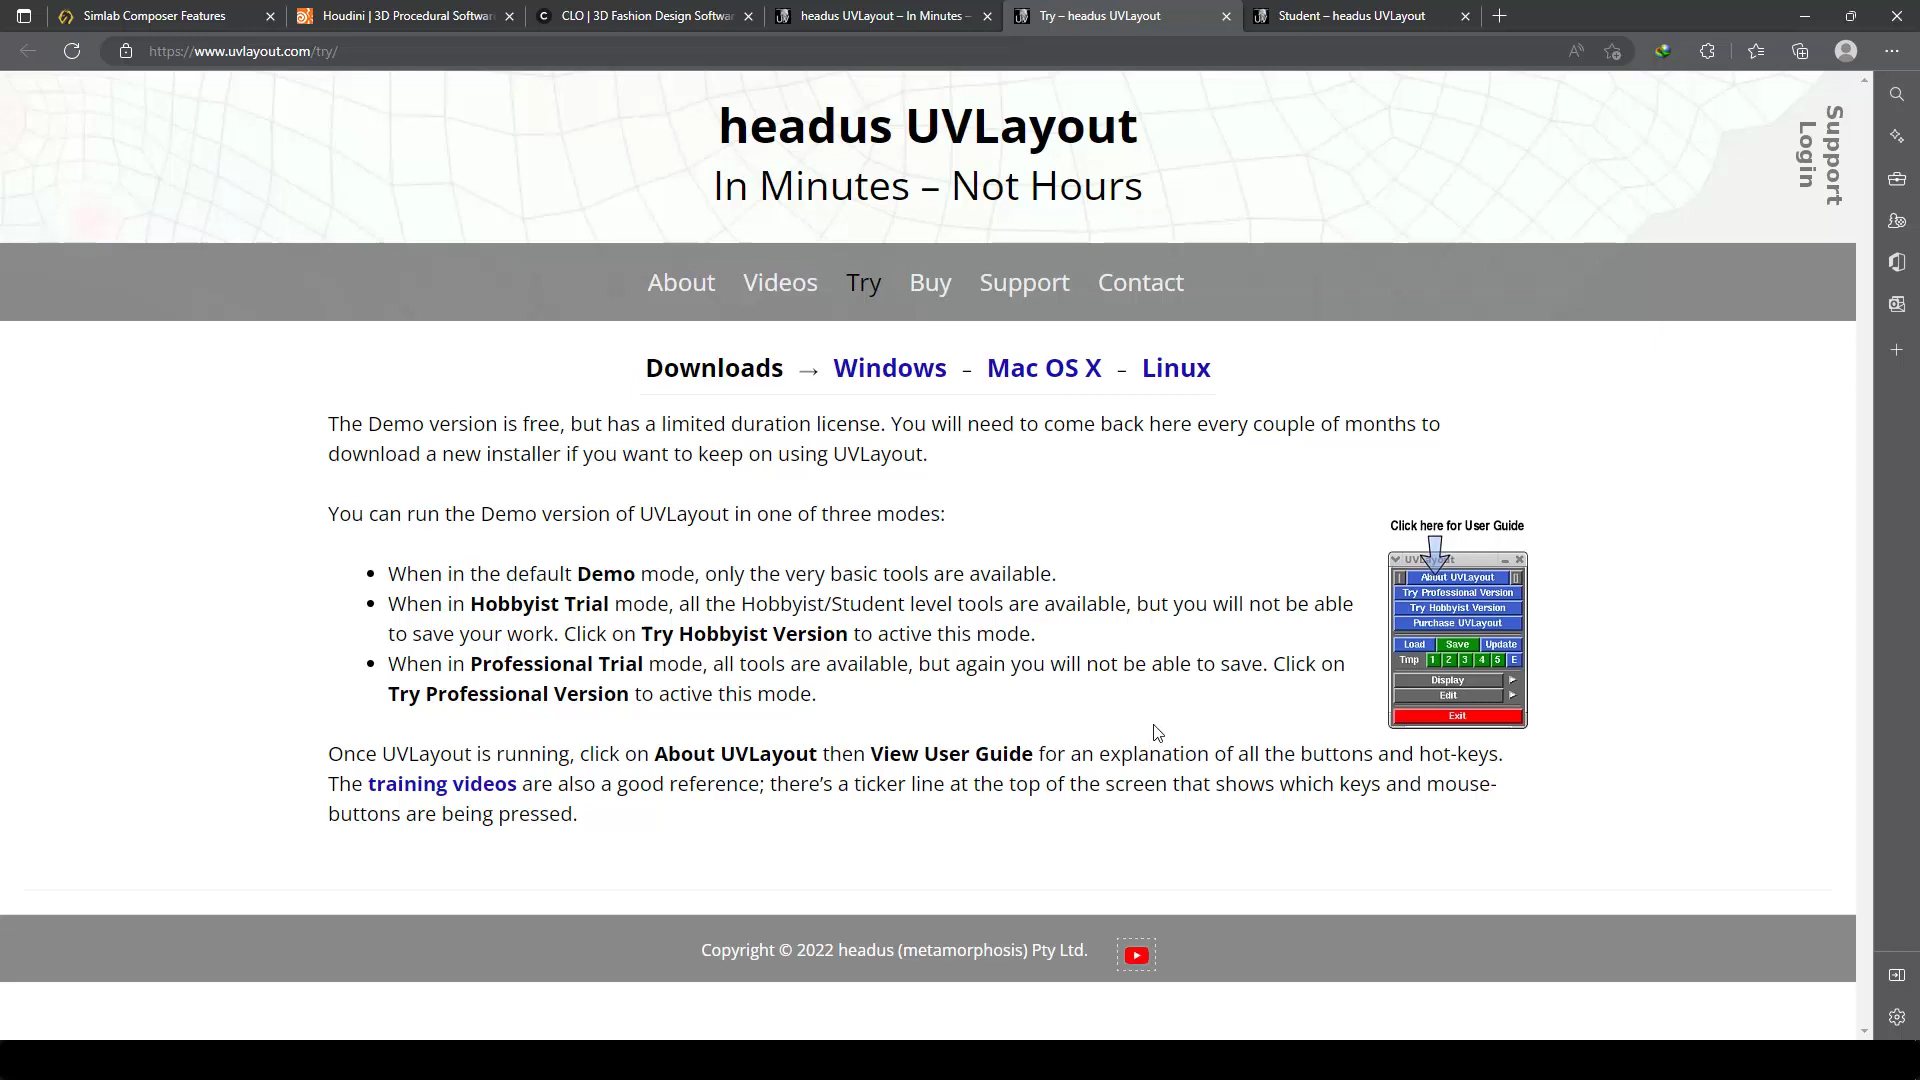 Simlab Composer Features
Houdini | 3D Procedural Softwar
CLO | 3D Fashion Design Softwar
headus UVLayout – In Minutes –
Try – headus UVLayout
Student – headus UVLayout
https://www.uvlayout.com/try/
headus UVLayout
In Minutes – Not Hours
Support
Login
About Videos Try Buy Support Contact
Downloads → Windows – Mac OS X – Linux
The Demo version is free, but has a limited duration license. You will need to come back here every couple of months to
download a new installer if you want to keep on using UVLayout.
You can run the Demo version of UVLayout in one of three modes:
• When in the default Demo mode, only the very basic tools are available.
• When in Hobbyist Trial mode, all the Hobbyist/Student level tools are available, but you will not be able
to save your work. Click on Try Hobbyist Version to active this mode.
• When in Professional Trial mode, all tools are available, but again you will not be able to save. Click on
Try Professional Version to active this mode.
Click here for User Guide
UVLayout
About UVLayout
Try Professional Version
Try Hobbyist Version
Purchase UVLayout
Load Save Update
Tmp 1 2 3 4 5 E
Display
Edit
Exit
Once UVLayout is running, click on About UVLayout then View User Guide for an explanation of all the buttons and hot-keys.
The training videos are also a good reference; there’s a ticker line at the top of the screen that shows which keys and mouse-
buttons are being pressed.
Copyright © 2022 headus (metamorphosis) Pty Ltd.